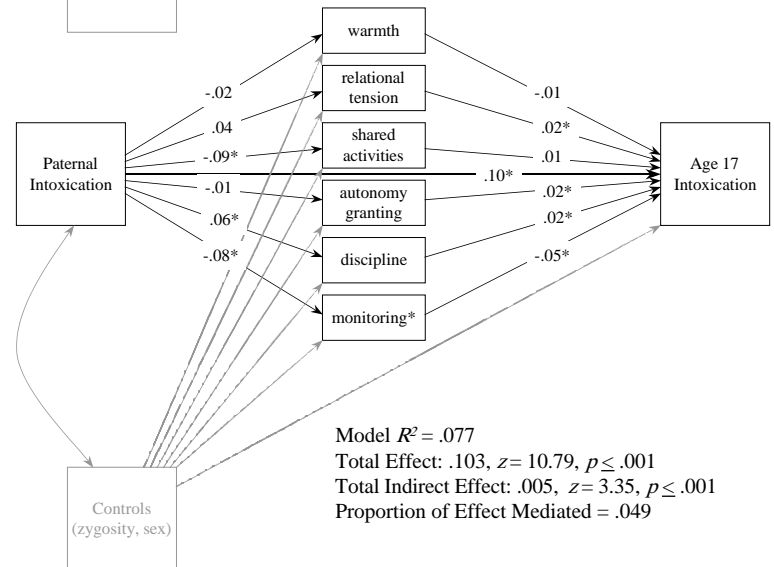 warmth
-.02
-.01
relational
tension
.04
.02*
shared
activities
-.09*
.01
Paternal
Intoxication
.10*
Age 17
Intoxication
-.01
autonomy
granting
.02*
.06*
discipline
.02*
-.08*
monitoring*
-.05*
Model R² = .077
Total Effect: .103, z = 10.79, p ≤ .001
Total Indirect Effect: .005, z = 3.35, p ≤ .001
Proportion of Effect Mediated = .049
Controls
(zygosity, sex)